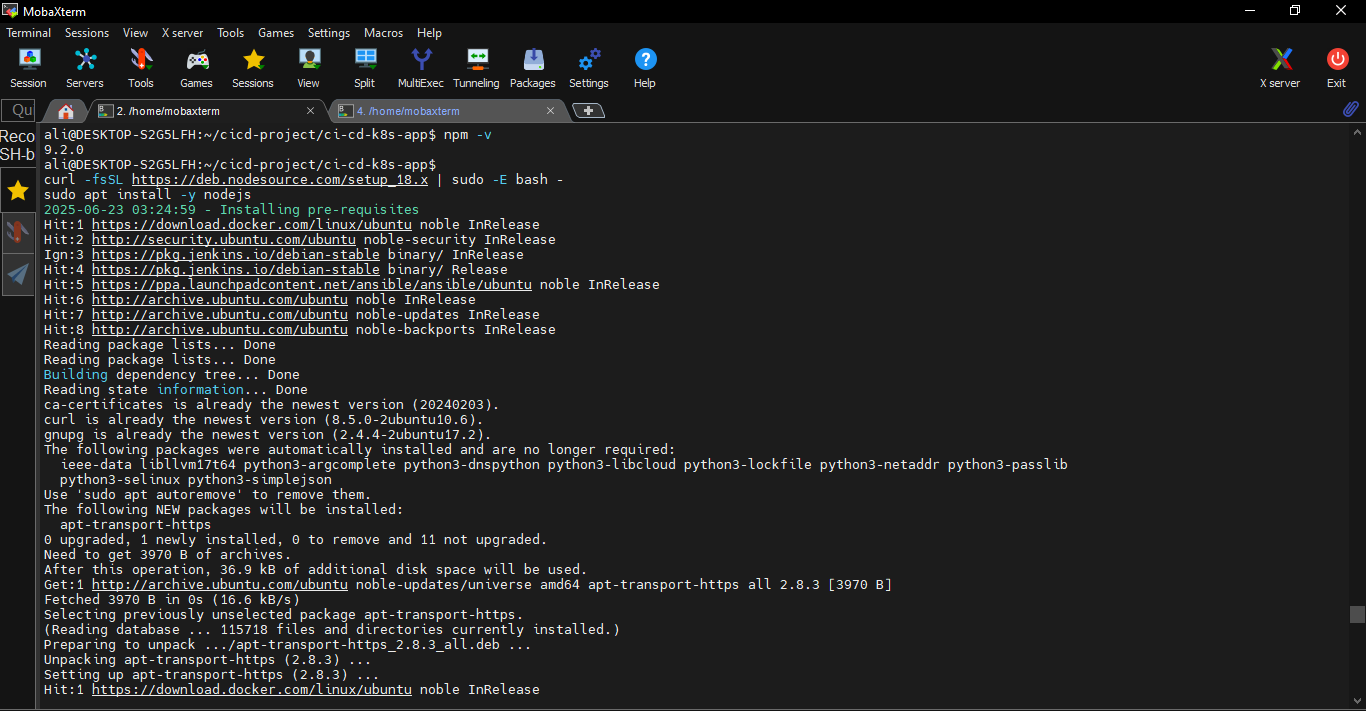 MobaXterm
Terminal Sessions View X server Tools Games Settings Macros Help
Session Servers Tools Games Sessions View Split MultiExec Tunneling Packages Settings Help X server Exit
Qu
2. /home/mobaxterm
4. /home/mobaxterm
Reco
SH-b
ali@DESKTOP-S2G5LFH:~/cicd-project/ci-cd-k8s-app$ npm -v
9.2.0
ali@DESKTOP-S2G5LFH:~/cicd-project/ci-cd-k8s-app$
curl -fsSL https://deb.nodesource.com/setup_18.x | sudo -E bash -
sudo apt install -y nodejs
2025-06-23 03:24:59 - Installing pre-requisites
Hit:1 https://download.docker.com/linux/ubuntu noble InRelease
Hit:2 http://security.ubuntu.com/ubuntu noble-security InRelease
Ign:3 https://pkg.jenkins.io/debian-stable binary/ InRelease
Hit:4 https://pkg.jenkins.io/debian-stable binary/ Release
Hit:5 https://ppa.launchpadcontent.net/ansible/ansible/ubuntu noble InRelease
Hit:6 http://archive.ubuntu.com/ubuntu noble InRelease
Hit:7 http://archive.ubuntu.com/ubuntu noble-updates InRelease
Hit:8 http://archive.ubuntu.com/ubuntu noble-backports InRelease
Reading package lists... Done
Reading package lists... Done
Building dependency tree... Done
Reading state information... Done
ca-certificates is already the newest version (20240203).
curl is already the newest version (8.5.0-2ubuntu10.6).
gnupg is already the newest version (2.4.4-2ubuntu17.2).
The following packages were automatically installed and are no longer required:
ieee-data libllvm17t64 python3-argcomplete python3-dnspython python3-libcloud python3-lockfile python3-netaddr python3-passlib
python3-selinux python3-simplejson
Use 'sudo apt autoremove' to remove them.
The following NEW packages will be installed:
apt-transport-https
0 upgraded, 1 newly installed, 0 to remove and 11 not upgraded.
Need to get 3970 B of archives.
After this operation, 36.9 kB of additional disk space will be used.
Get:1 http://archive.ubuntu.com/ubuntu noble-updates/universe amd64 apt-transport-https all 2.8.3 [3970 B]
Fetched 3970 B in 0s (16.6 kB/s)
Selecting previously unselected package apt-transport-https.
(Reading database ... 115718 files and directories currently installed.)
Preparing to unpack .../apt-transport-https_2.8.3_all.deb ...
Unpacking apt-transport-https (2.8.3) ...
Setting up apt-transport-https (2.8.3) ...
Hit:1 https://download.docker.com/linux/ubuntu noble InRelease